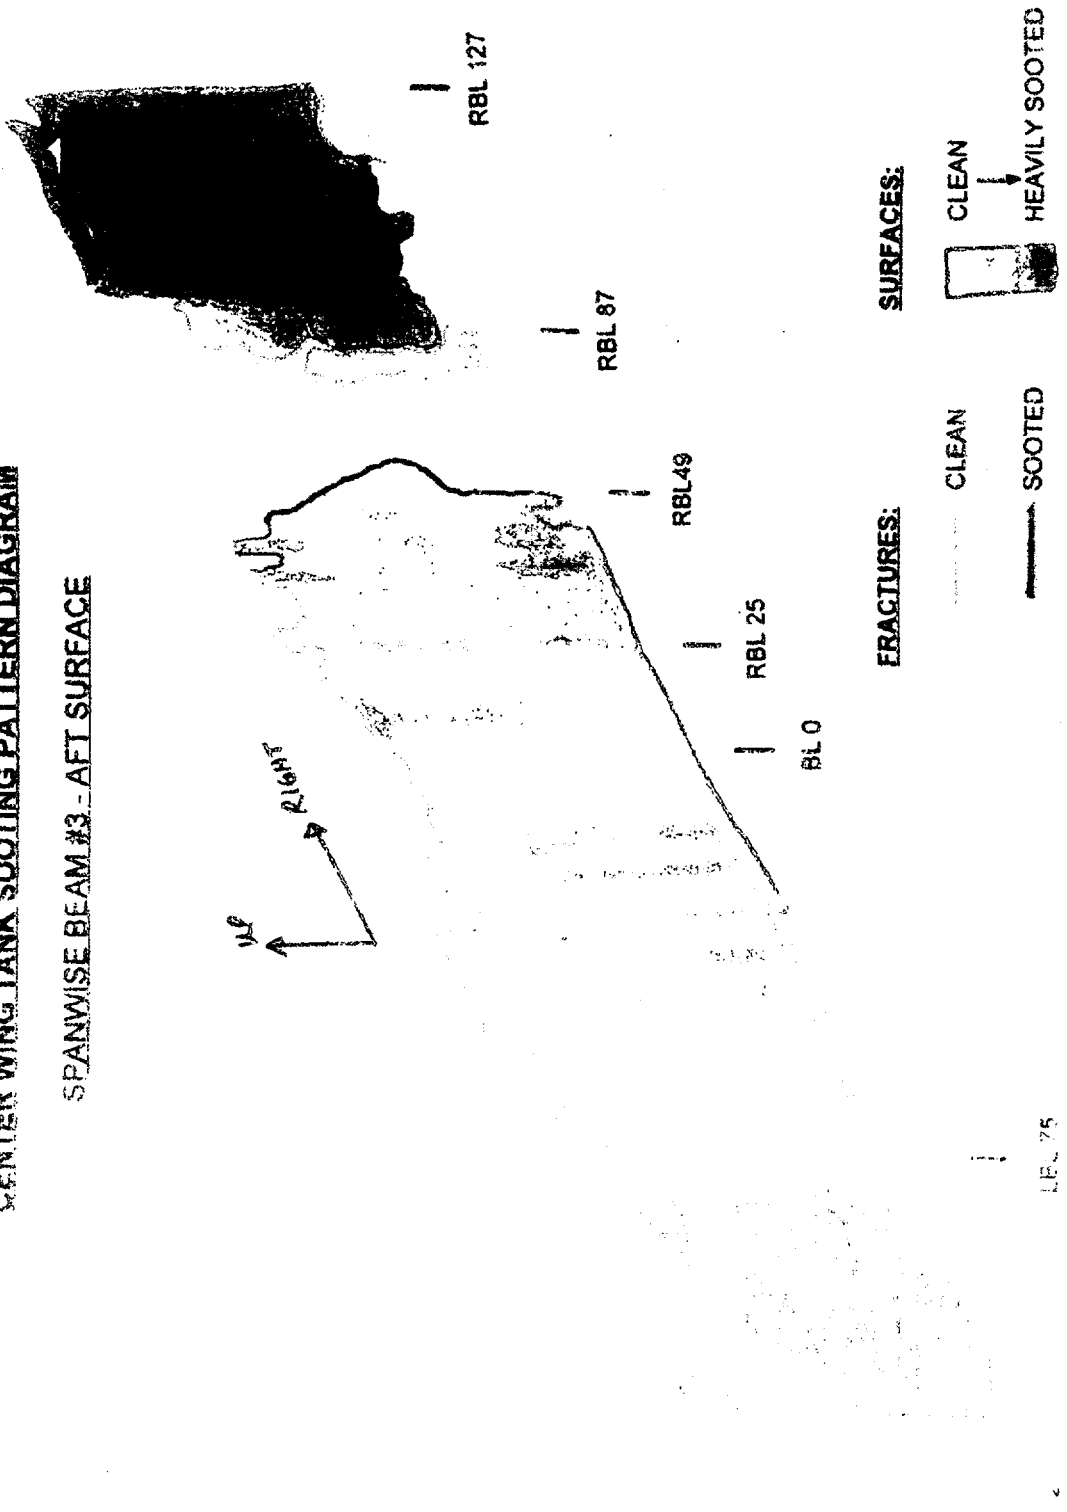 CENTER WING TANK SOOTING PATTERN DIAGRAM
SPANWISE BEAM #3 - AFT SURFACE
UP
RIGHT
RBL 127
RBL 87
RBL49
RBL 25
BL 0
LBL 75
FRACTURES:
CLEAN
SOOTED
SURFACES:
CLEAN
HEAVILY SOOTED